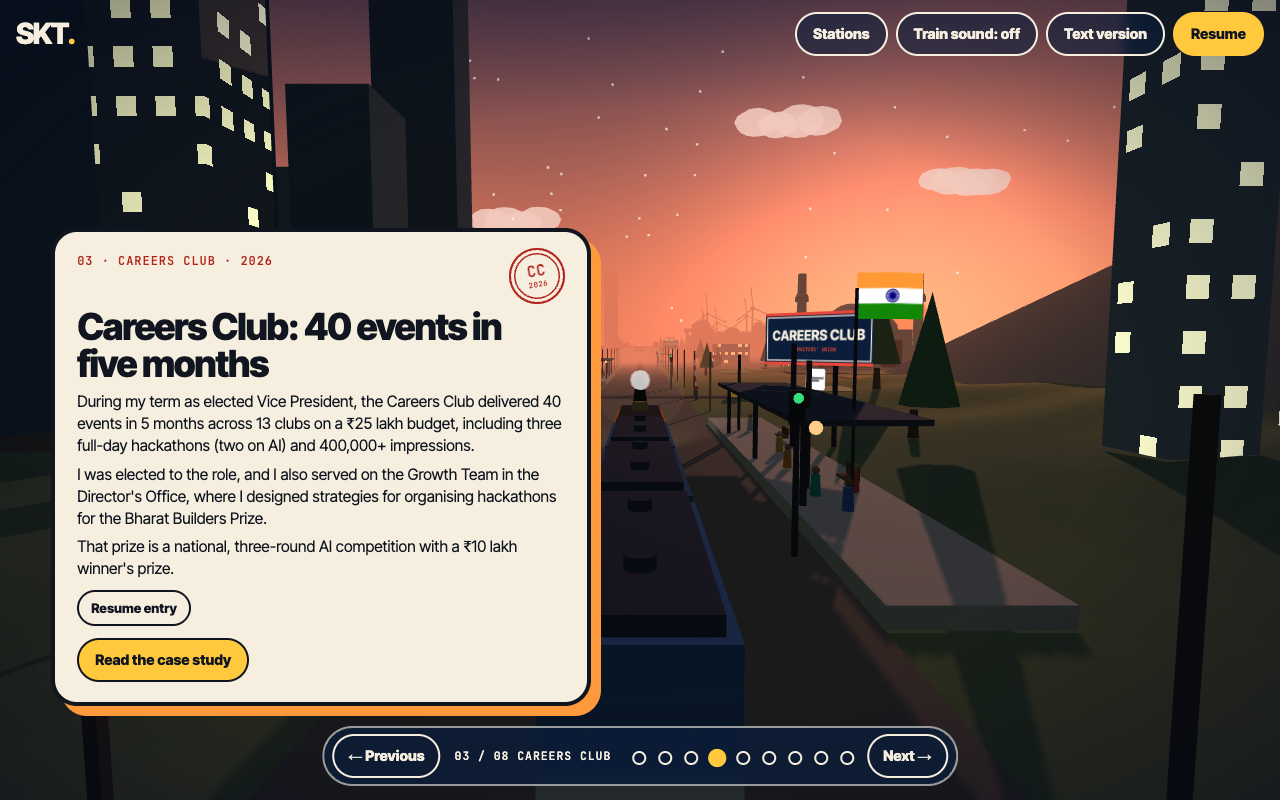 SKT.
Stations
Train sound: off
Text version
Resume
03 · CAREERS CLUB · 2026
CC
2026
Careers Club: 40 events in
five months
During my term as elected Vice President, the Careers Club delivered 40
events in 5 months across 13 clubs on a ₹25 lakh budget, including three
full-day hackathons (two on AI) and 400,000+ impressions.
I was elected to the role, and I also served on the Growth Team in the
Director's Office, where I designed strategies for organising hackathons
for the Bharat Builders Prize.
That prize is a national, three-round AI competition with a ₹10 lakh
winner's prize.
Resume entry
Read the case study
CAREERS CLUB
MASTERS' UNION
← Previous
03 / 08 CAREERS CLUB
Next →